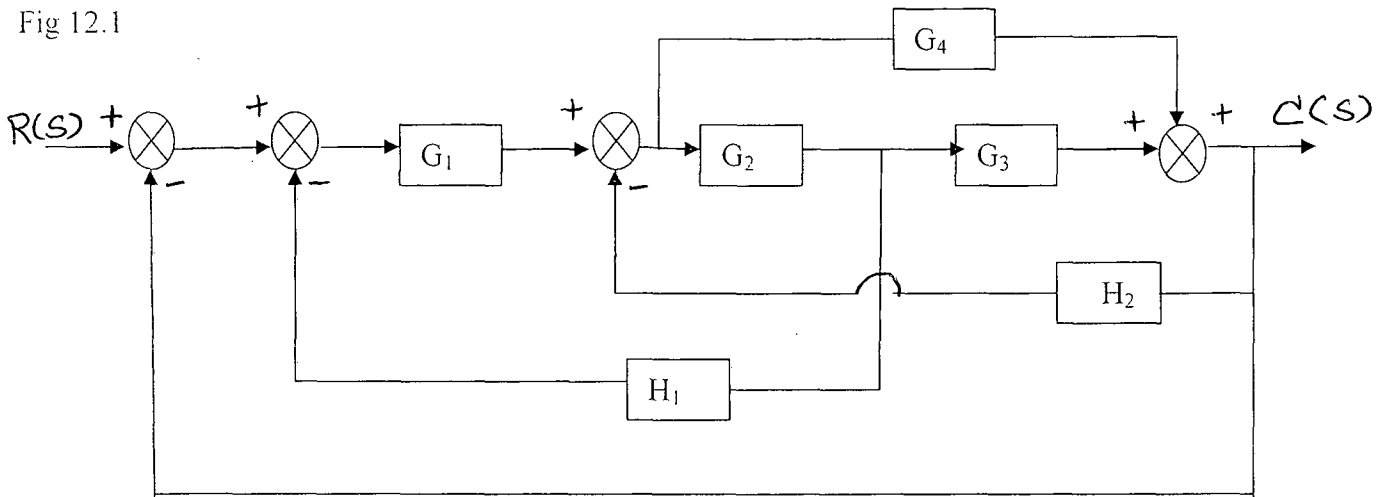 Fig 12.1
G₄
R(S) + + + + + C(S)
G₁ G₂ G₃
- - -
H₂
H₁